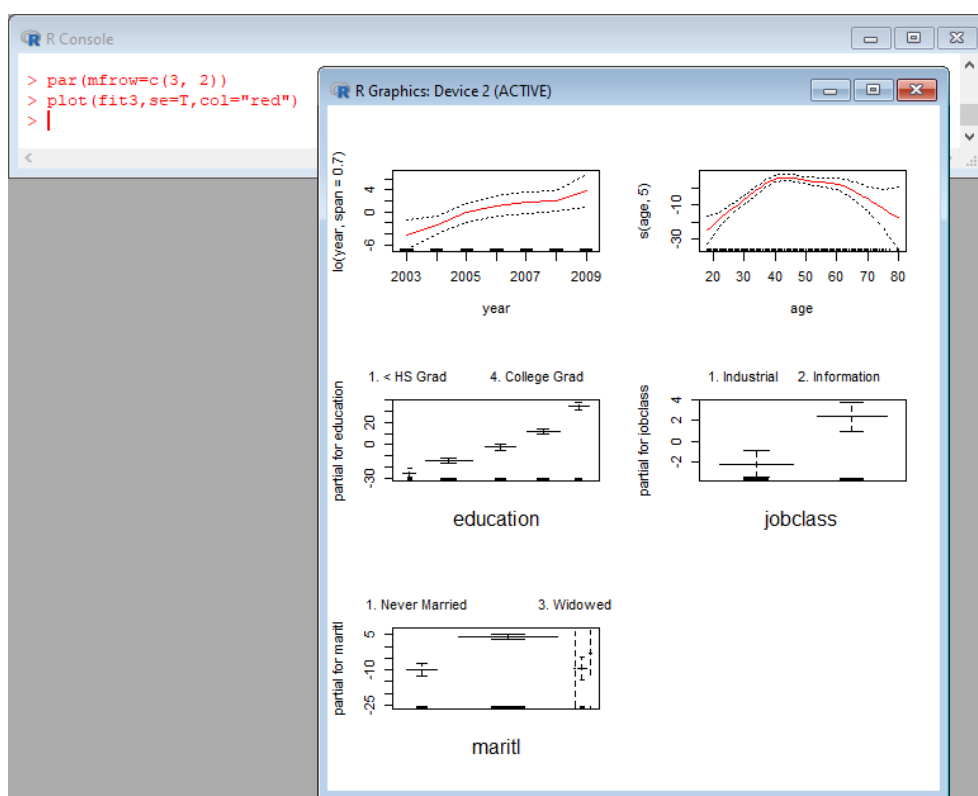 R Console
> par(mfrow=c(3, 2))
> plot(fit3,se=T,col="red")
>
R Graphics: Device 2 (ACTIVE)
lo(year, span = 0.7)
4
0
-6
2003 2005 2007 2009
year
s(age, 5)
-10
-30
20 30 40 50 60 70 80
age
1. < HS Grad 4. College Grad
partial for education
20
0
-30
education
1. Industrial 2. Information
partial for jobclass
4
2
0
-2
jobclass
1. Never Married 3. Widowed
partial for maritl
5
-10
-25
maritl